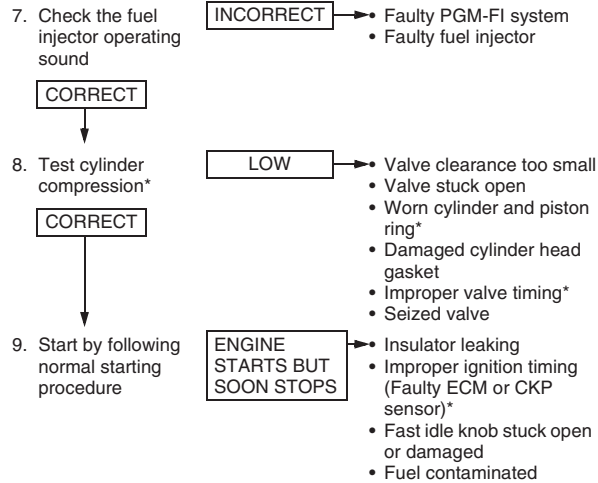 7. Check the fuel
injector operating
sound
INCORRECT
• Faulty PGM-FI system
• Faulty fuel injector
CORRECT
8. Test cylinder
compression*
LOW
• Valve clearance too small
• Valve stuck open
• Worn cylinder and piston
ring*
• Damaged cylinder head
gasket
• Improper valve timing*
• Seized valve
CORRECT
9. Start by following
normal starting
procedure
ENGINE
STARTS BUT
SOON STOPS
• Insulator leaking
• Improper ignition timing
(Faulty ECM or CKP
sensor)*
• Fast idle knob stuck open
or damaged
• Fuel contaminated